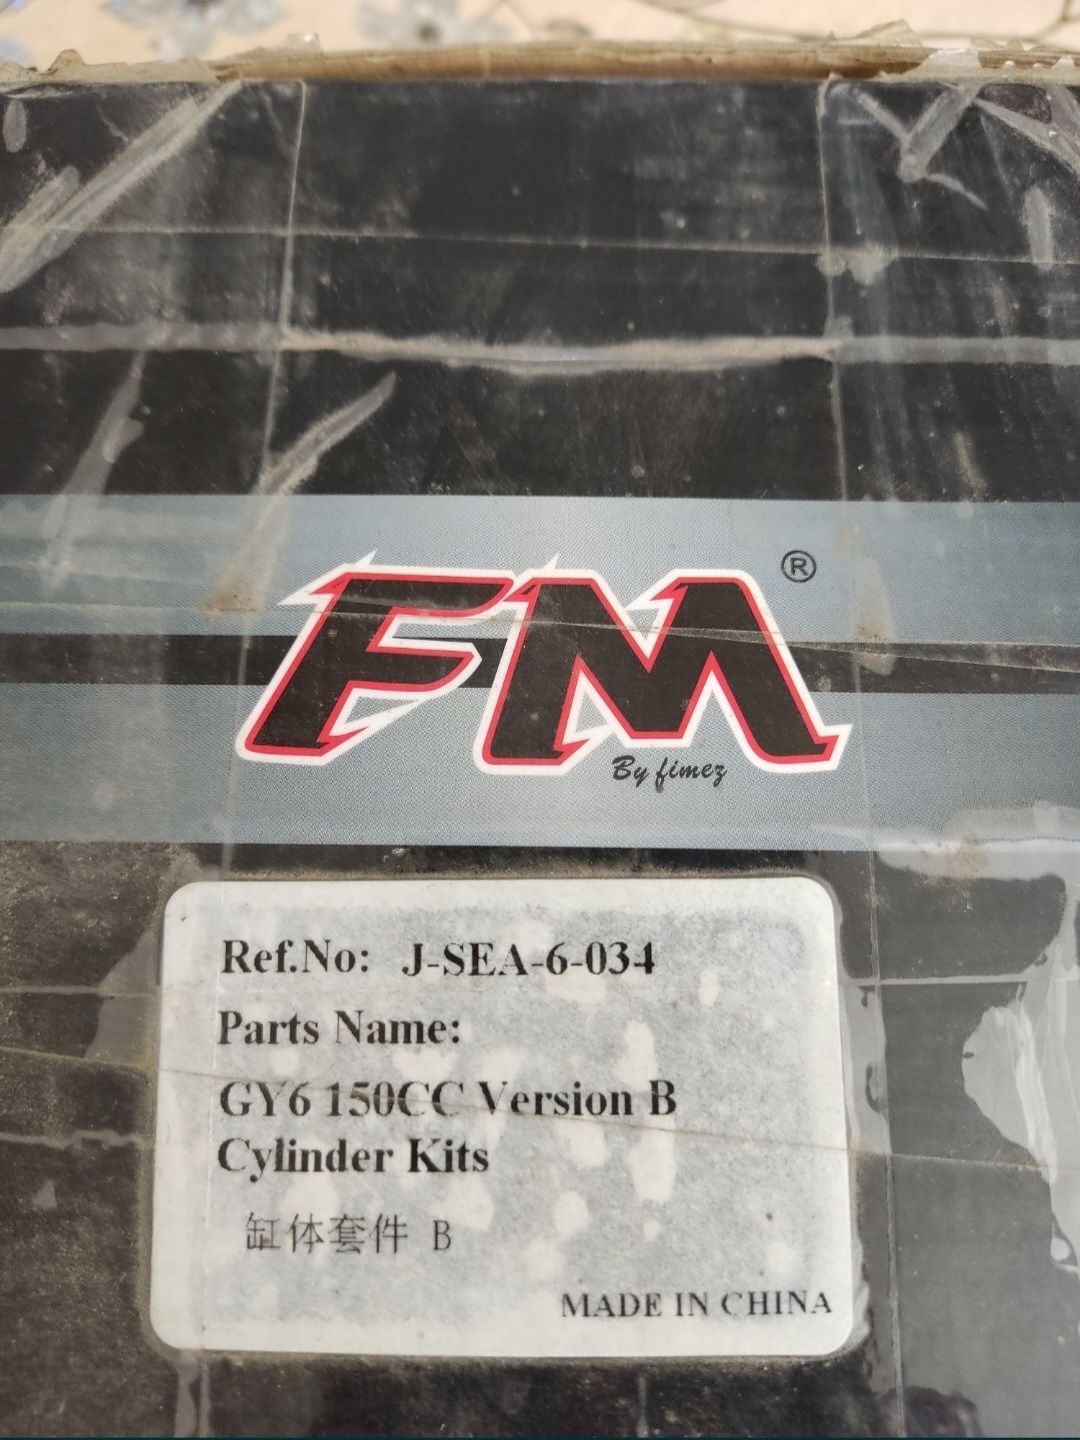 FM ®
By fimez
Ref.No: J-SEA-6-034
Parts Name:
GY6 150CC Version B
Cylinder Kits
缸体套件 B
MADE IN CHINA